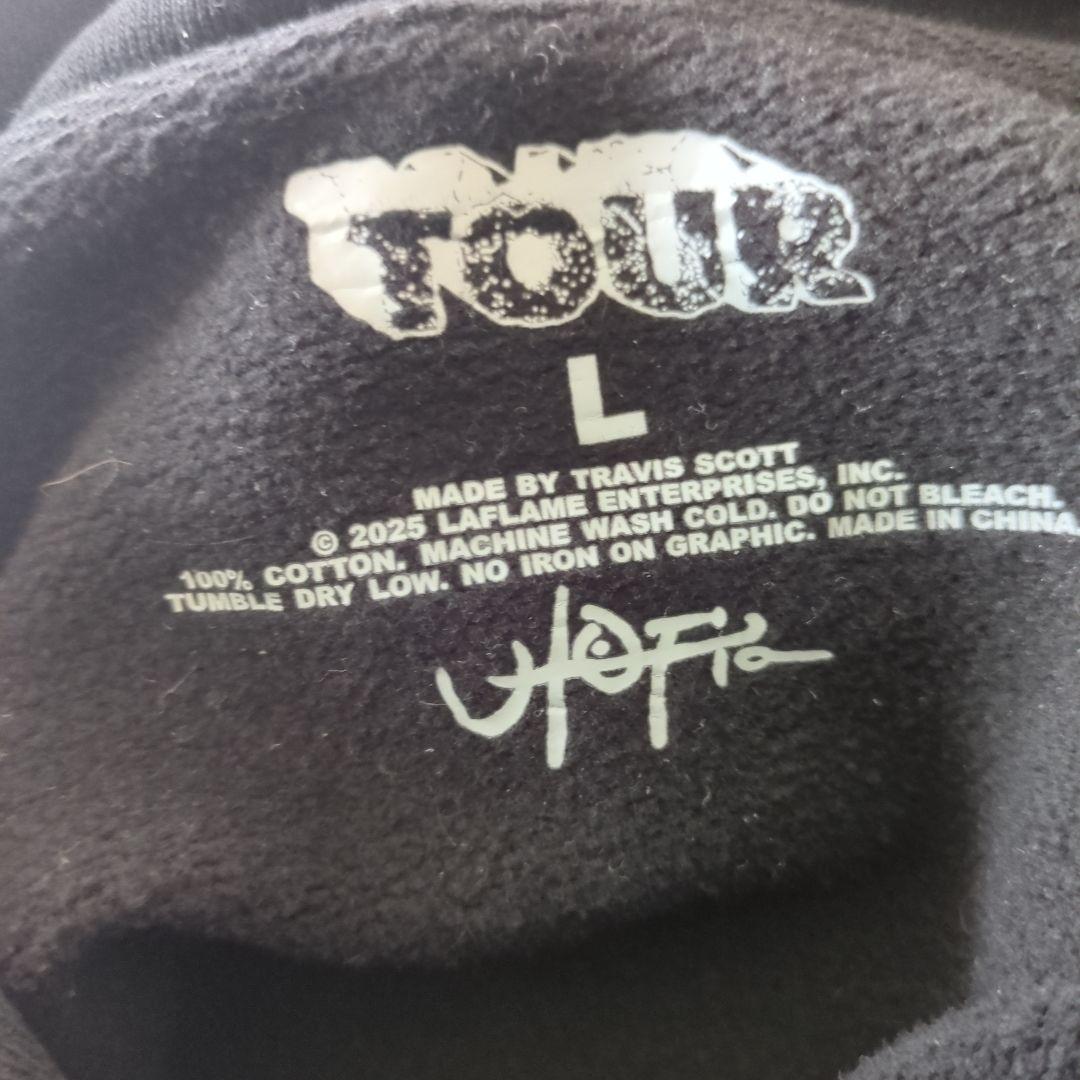 TOUR
L
MADE BY TRAVIS SCOTT
© 2025 LAFLAME ENTERPRISES, INC.
100% COTTON. MACHINE WASH COLD. DO NOT BLEACH.
TUMBLE DRY LOW. NO IRON ON GRAPHIC. MADE IN CHINA.